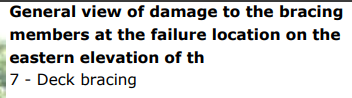 General view of damage to the bracing
members at the failure location on the
eastern elevation of th
7 - Deck bracing